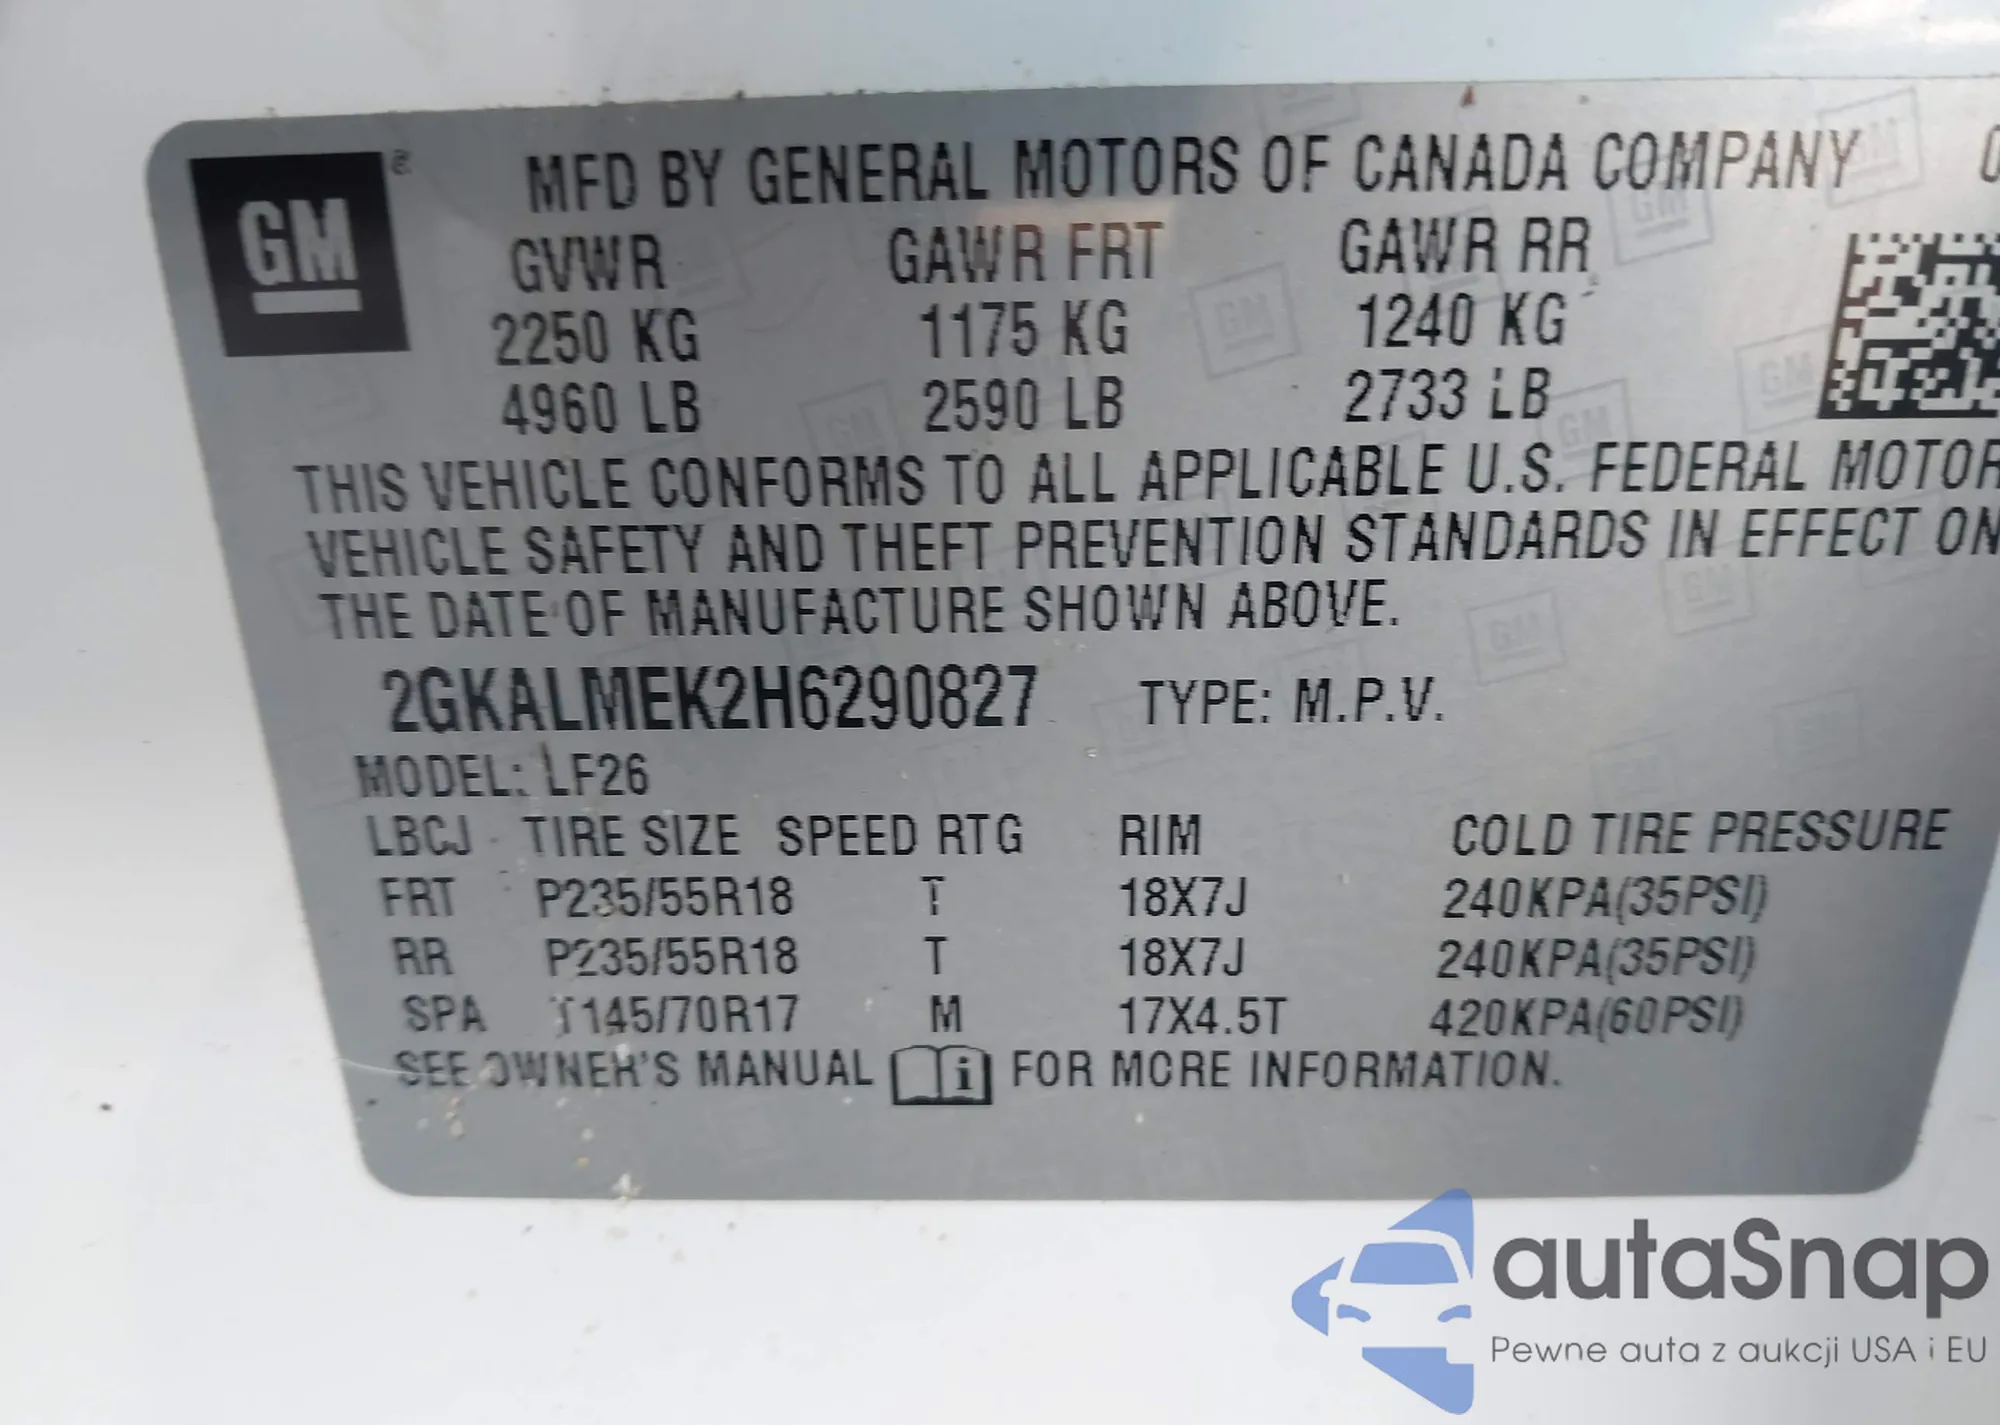 GM ® MFD BY GENERAL MOTORS OF CANADA COMPANY 0
GVWR GAWR FRT GAWR RR
2250 KG 1175 KG 1240 KG
4960 LB 2590 LB 2733 LB
THIS VEHICLE CONFORMS TO ALL APPLICABLE U.S. FEDERAL MOTOR
VEHICLE SAFETY AND THEFT PREVENTION STANDARDS IN EFFECT ON
THE DATE OF MANUFACTURE SHOWN ABOVE.
2GKALMEK2H6290827 TYPE: M.P.V.
MODEL: LF26
LBCJ TIRE SIZE SPEED RTG RIM COLD TIRE PRESSURE
FRT P235/55R18 T 18X7J 240KPA(35PSI)
RR P235/55R18 T 18X7J 240KPA(35PSI)
SPA T145/70R17 M 17X4.5T 420KPA(60PSI)
SEE OWNER'S MANUAL i FOR MORE INFORMATION.
autaSnap
Pewne auta z aukcji USA i EU